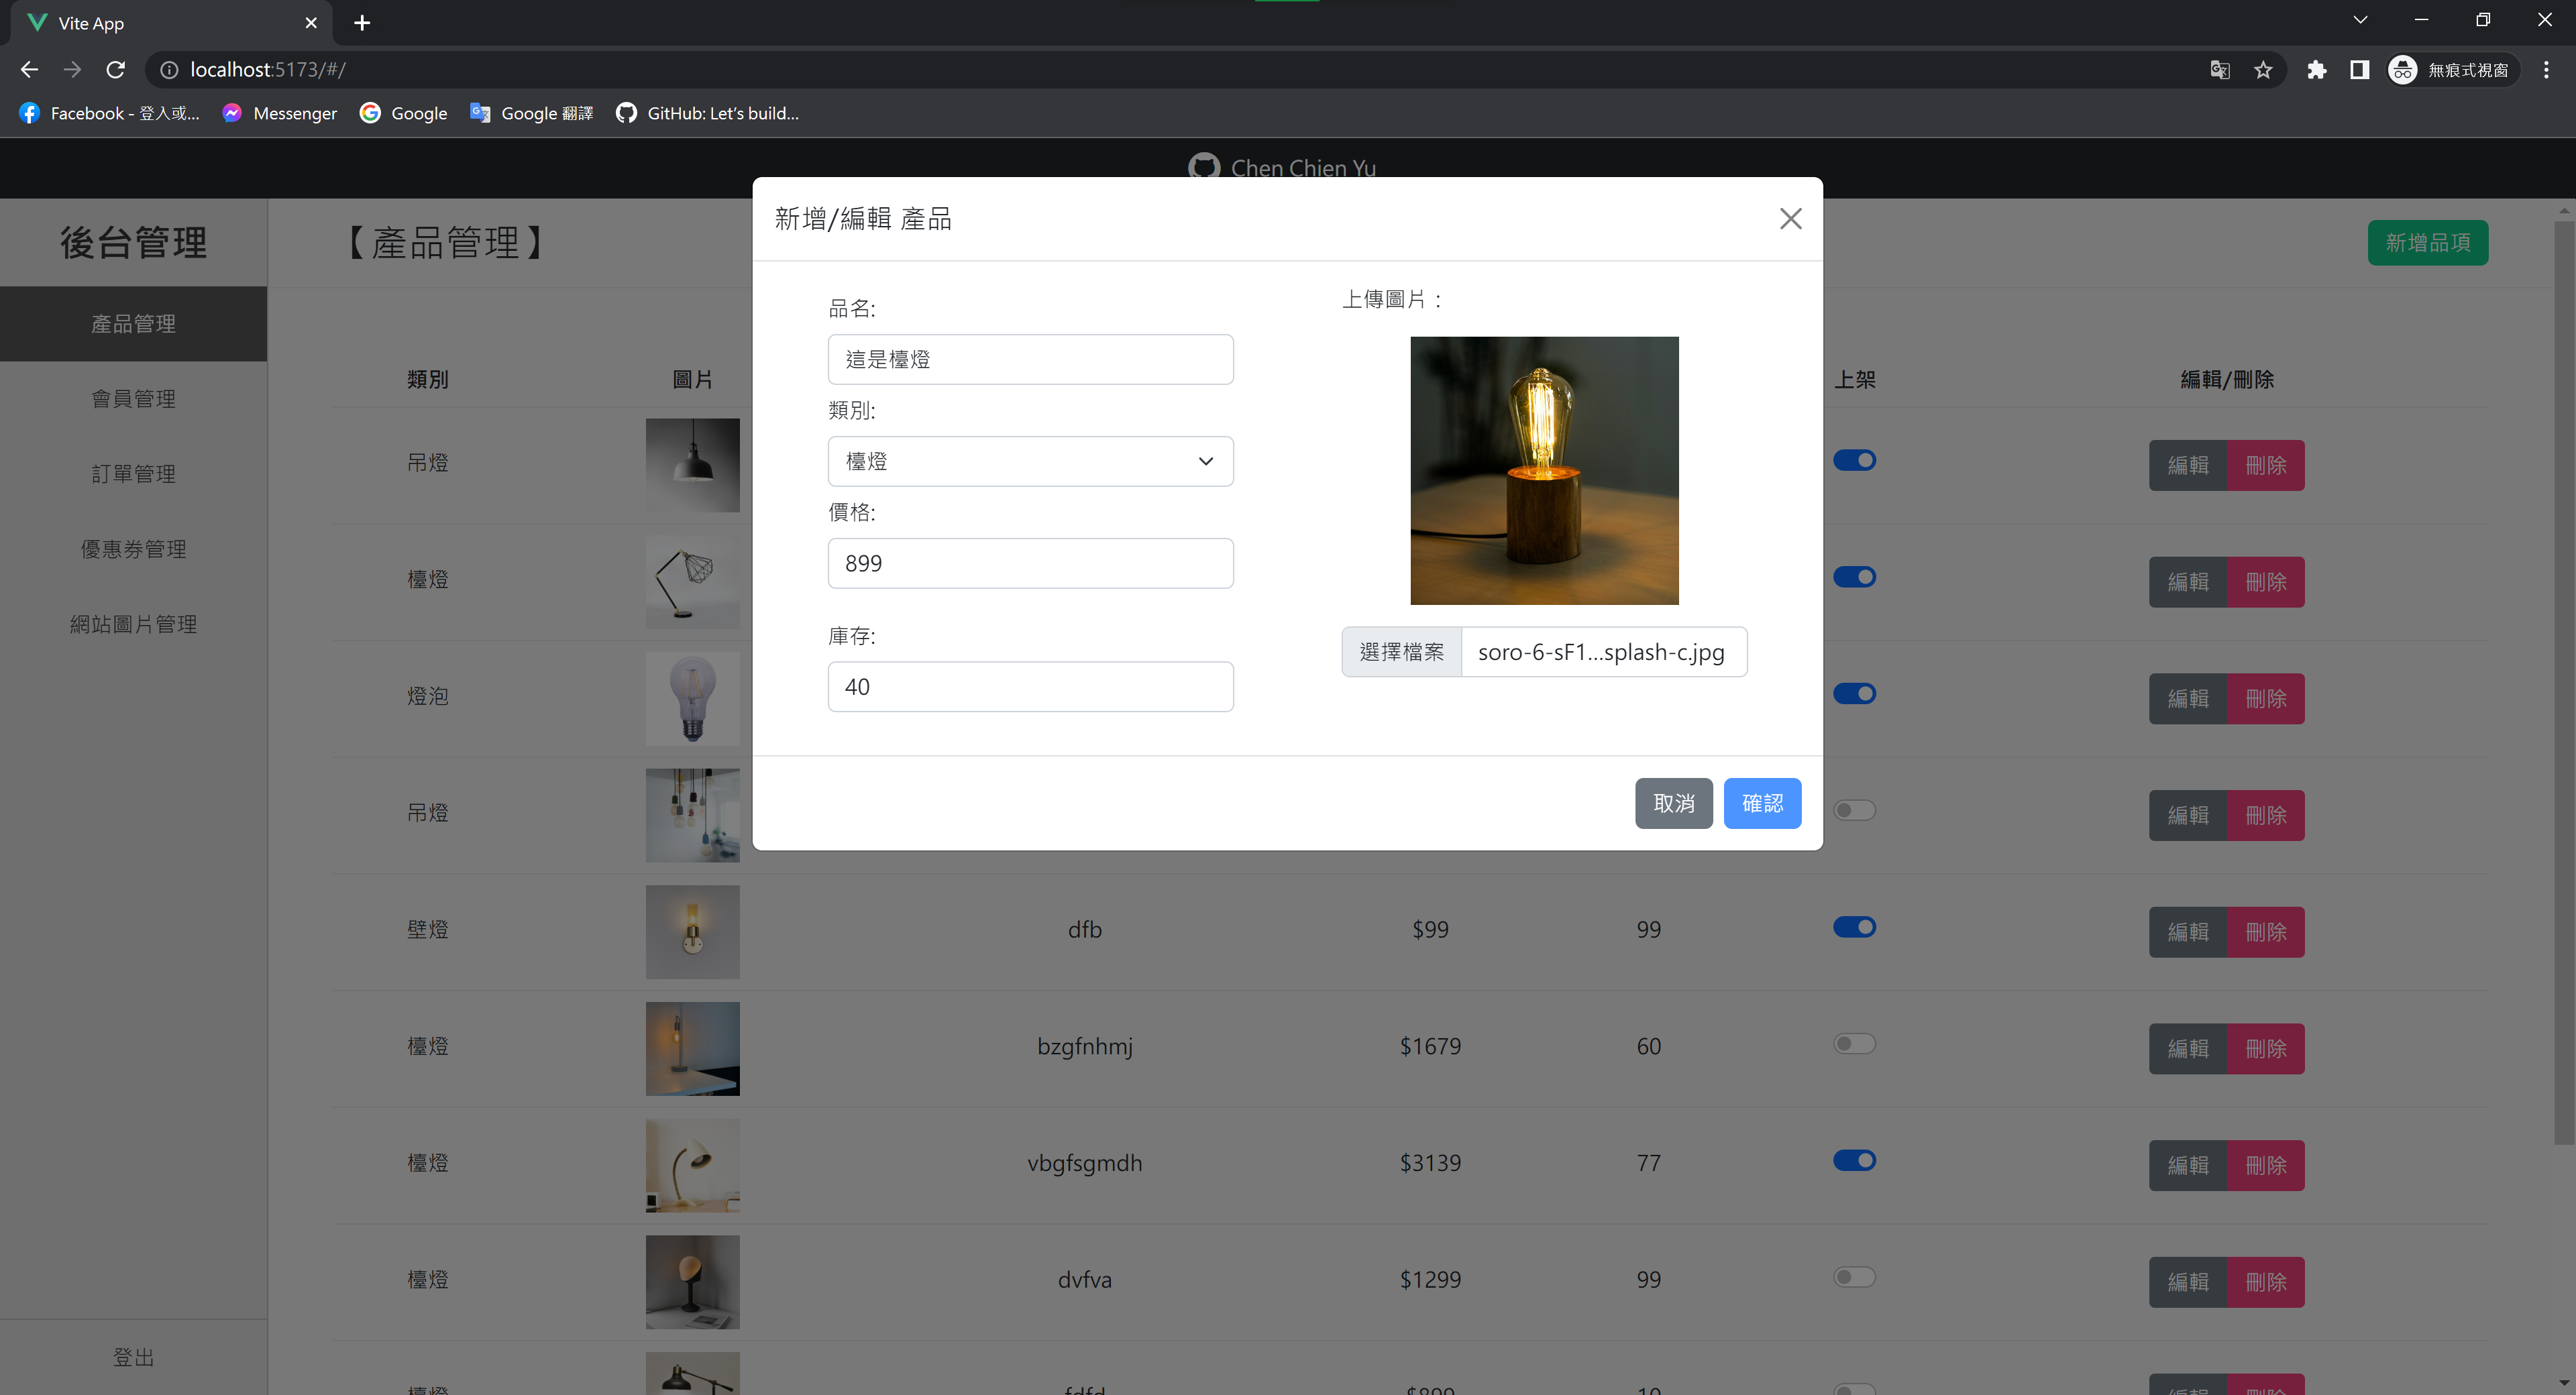 Vite App
localhost:5173/#/
無痕式視窗
Facebook - 登入或...
Messenger
Google
Google 翻譯
GitHub: Let's build...
Chen Chien Yu
後台管理
產品管理
會員管理
訂單管理
優惠券管理
網站圖片管理
登出
【產品管理】
新增品項
類別
圖片
上架
編輯/刪除
吊燈
編輯
刪除
檯燈
編輯
刪除
燈泡
編輯
刪除
吊燈
編輯
刪除
壁燈
dfb
$99
99
編輯
刪除
檯燈
bzgfnhmj
$1679
60
編輯
刪除
檯燈
vbgfsgmdh
$3139
77
編輯
刪除
檯燈
dvfva
$1299
99
編輯
刪除
新增/編輯 產品
品名:
這是檯燈
類別:
檯燈
價格:
899
庫存:
40
上傳圖片：
選擇檔案
soro-6-sF1...splash-c.jpg
取消
確認